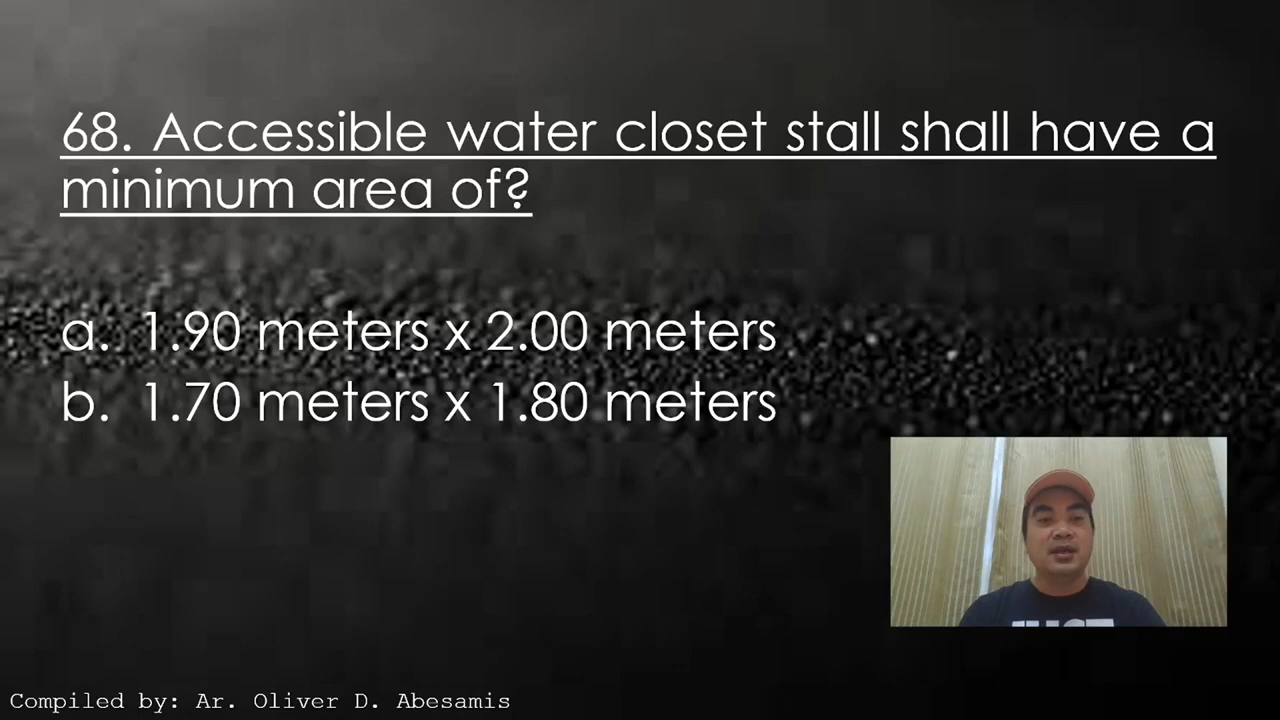 68. Accessible water closet stall shall have a
minimum area of?
a. 1.90 meters x 2.00 meters
b. 1.70 meters x 1.80 meters
Compiled by: Ar. Oliver D. Abesamis